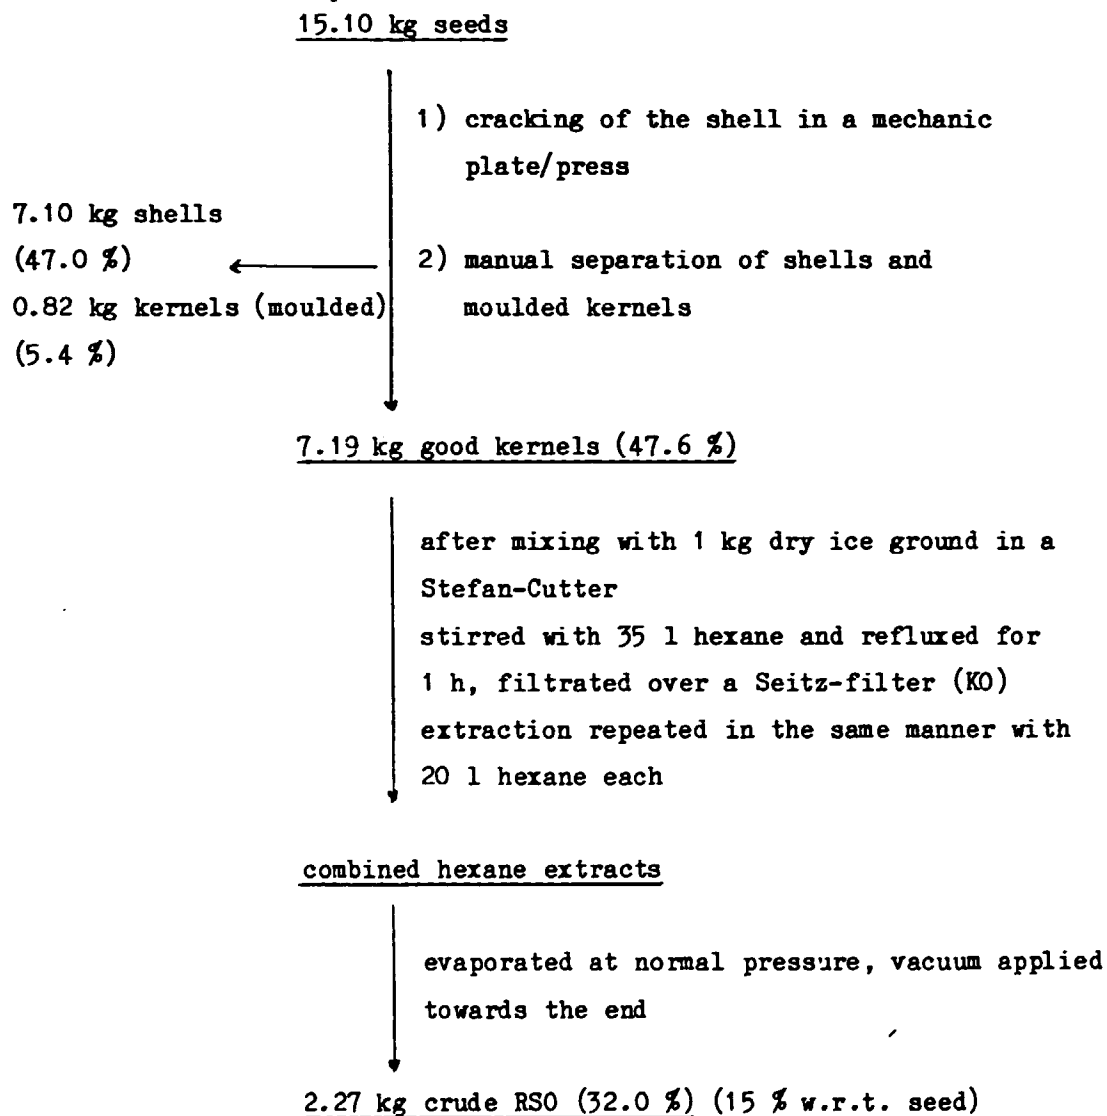 15.10 kg seeds
1) cracking of the shell in a mechanic
plate/press
7.10 kg shells
(47.0 %)
2) manual separation of shells and
0.82 kg kernels (moulded)
moulded kernels
(5.4 %)
7.19 kg good kernels (47.6 %)
after mixing with 1 kg dry ice ground in a
Stefan-Cutter
stirred with 35 l hexane and refluxed for
1 h, filtrated over a Seitz-filter (KO)
extraction repeated in the same manner with
20 l hexane each
combined hexane extracts
evaporated at normal pressure, vacuum applied
towards the end
2.27 kg crude RSO (32.0 %) (15 % w.r.t. seed)